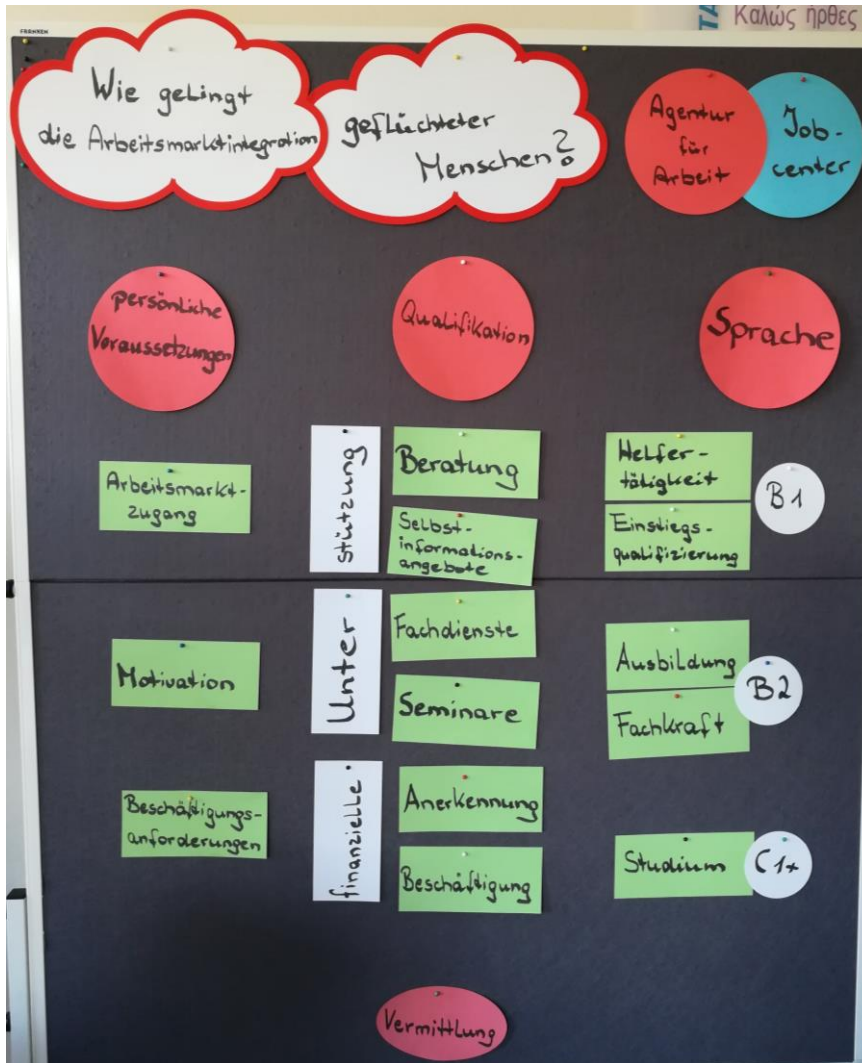 TA
Καλώς ήρθες
FRANKEN
Wie gelingt
die Arbeitsmarktintegration
geflüchteter
Menschen?
Agentur
für
Arbeit
Job-
center
persönliche
Voraussetzungen
Qualifikation
Sprache
Arbeitsmarkt-
zugang
Motivation
Beschäftigungs-
anforderungen
finanzielle
Unter
stützung
Beratung
Selbst-
informations-
angebote
Fachdienste
Seminare
Anerkennung
Beschäftigung
Helfer-
tätigkeit
Einstiegs-
qualifizierung
B1
Ausbildung
Fachkraft
B2
Studium
C1+
Vermittlung